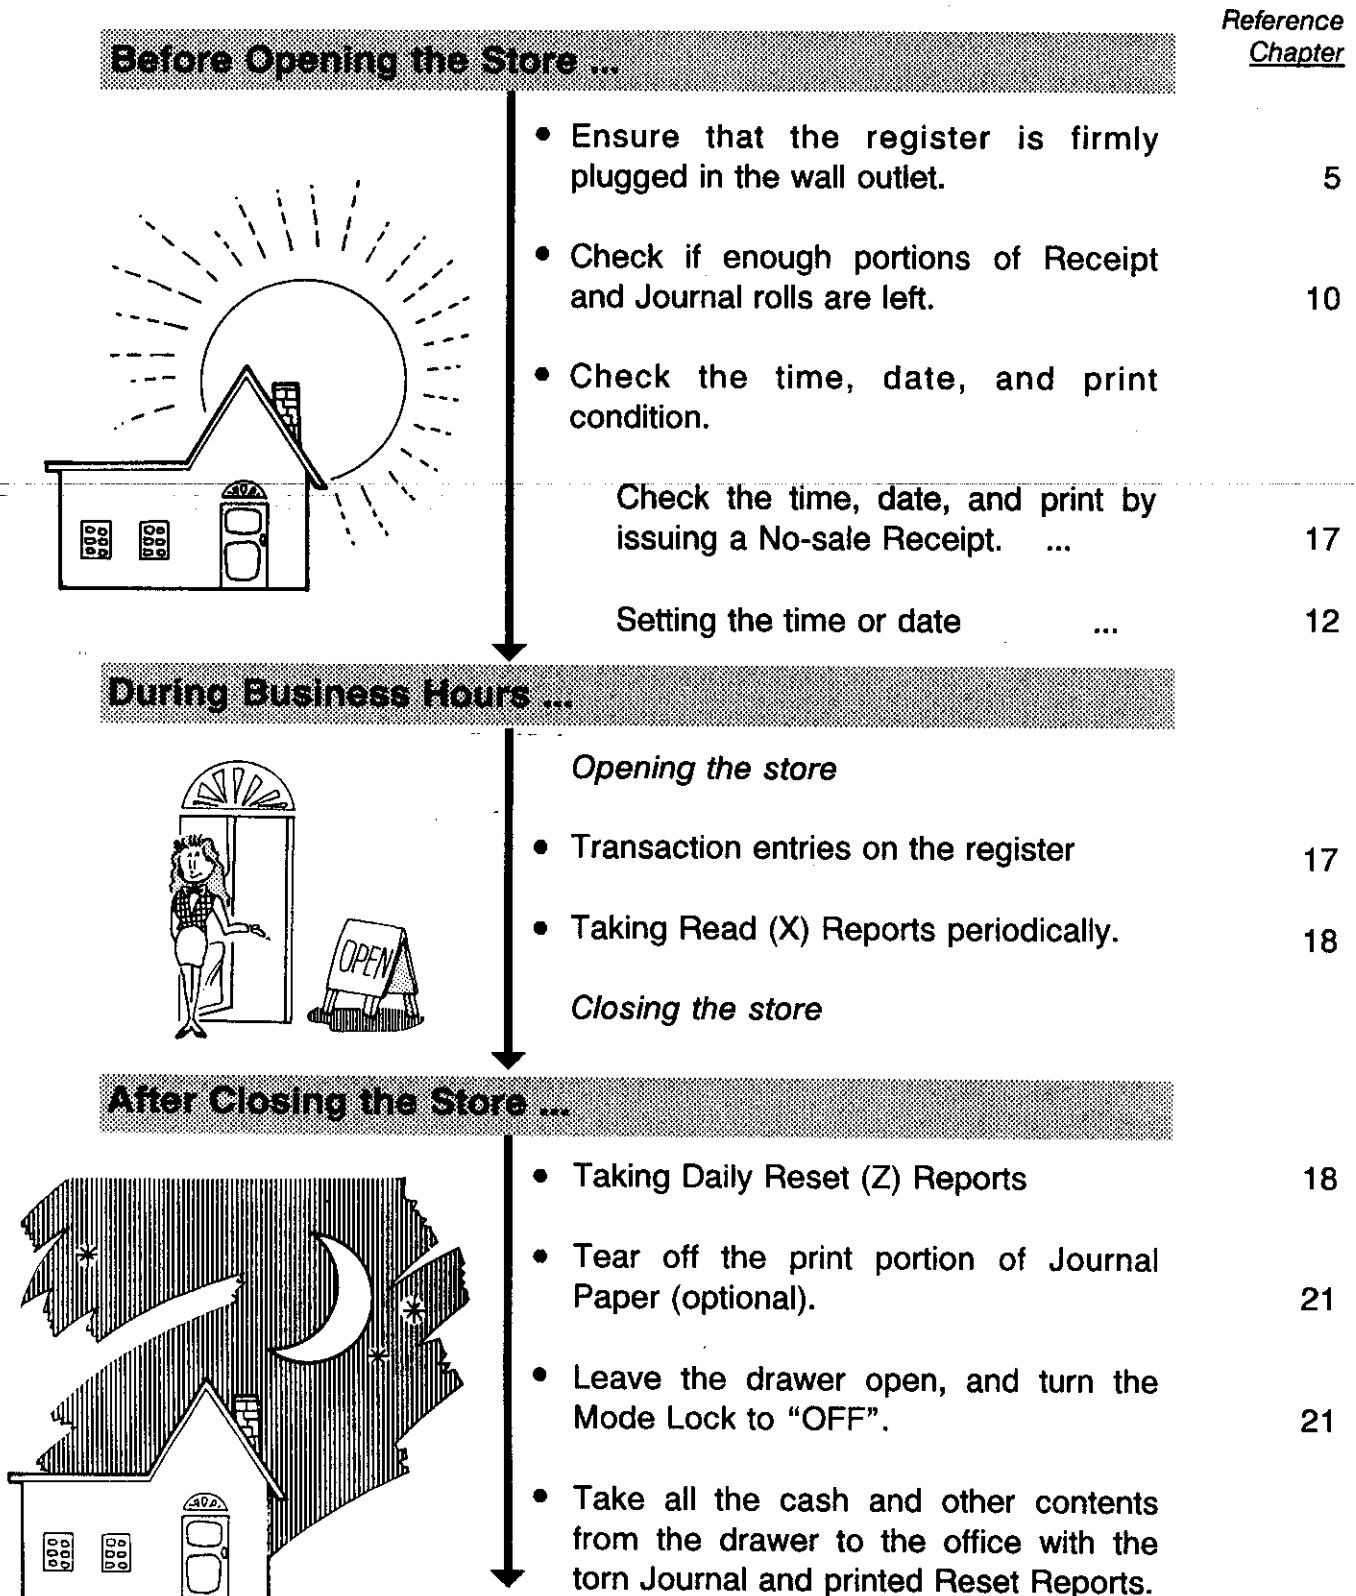 Reference
Chapter
Before Opening the Store ...
• Ensure that the register is firmly
plugged in the wall outlet. 5
• Check if enough portions of Receipt
and Journal rolls are left. 10
• Check the time, date, and print
condition.
Check the time, date, and print by
issuing a No-sale Receipt. ... 17
Setting the time or date ... 12
During Business Hours ...
Opening the store
• Transaction entries on the register 17
• Taking Read (X) Reports periodically. 18
OPEN
Closing the store
After Closing the Store ...
• Taking Daily Reset (Z) Reports 18
• Tear off the print portion of Journal
Paper (optional). 21
• Leave the drawer open, and turn the
Mode Lock to “OFF”. 21
• Take all the cash and other contents
from the drawer to the office with the
torn Journal and printed Reset Reports.